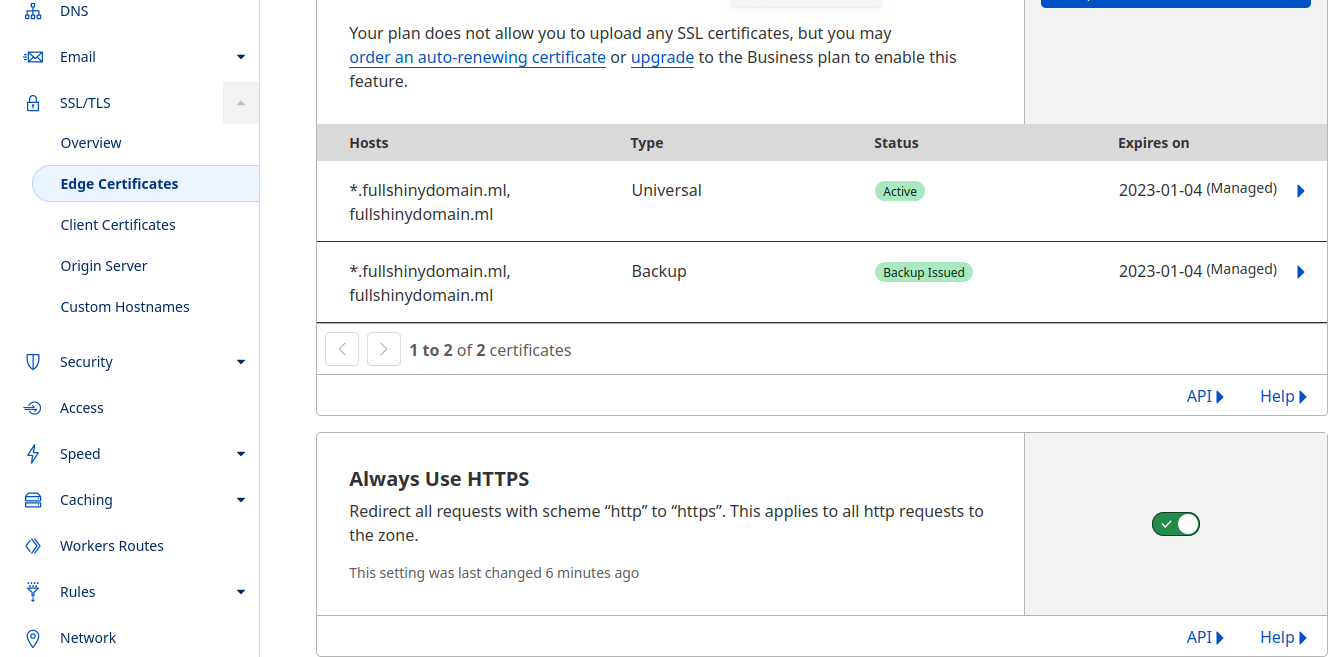 DNS
Email
SSL/TLS
Overview
Edge Certificates
Client Certificates
Origin Server
Custom Hostnames
Security
Access
Speed
Caching
Workers Routes
Rules
Network
Your plan does not allow you to upload any SSL certificates, but you may
order an auto-renewing certificate or upgrade to the Business plan to enable this
feature.
Hosts Type Status Expires on
*.fullshinydomain.ml, Universal Active 2023-01-04 (Managed)
fullshinydomain.ml
*.fullshinydomain.ml, Backup Backup Issued 2023-01-04 (Managed)
fullshinydomain.ml
1 to 2 of 2 certificates
API Help
Always Use HTTPS
Redirect all requests with scheme “http” to “https”. This applies to all http requests to
the zone.
This setting was last changed 6 minutes ago
API Help